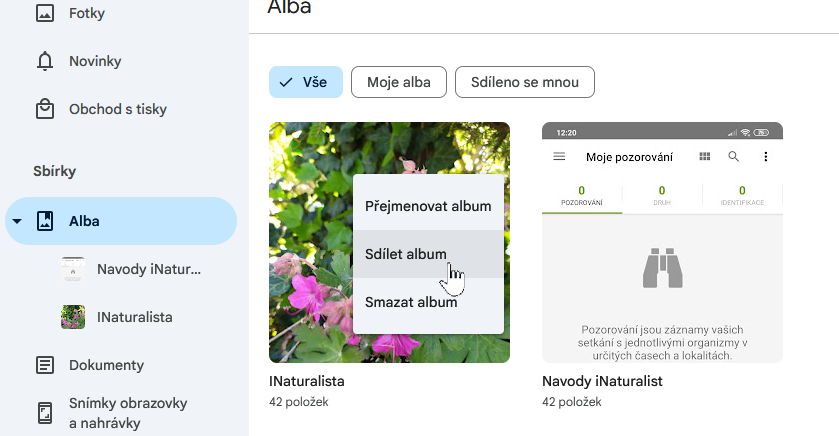 Alba
Fotky
Novinky
Obchod s tisky
Sbírky
Alba
Navody iNatur...
INaturalista
Dokumenty
Snímky obrazovky
a nahrávky
Vše
Moje alba
Sdíleno se mnou
Přejmenovat album
Sdílet album
Smazat album
INaturalista
42 položek
12:20
Moje pozorování
0
POZOROVÁNÍ
0
DRUH
0
IDENTIFIKACE
Pozorování jsou záznamy vašich
setkání s jednotlivými organizmy v
určitých časech a lokalitách.
Navody iNaturalist
42 položek